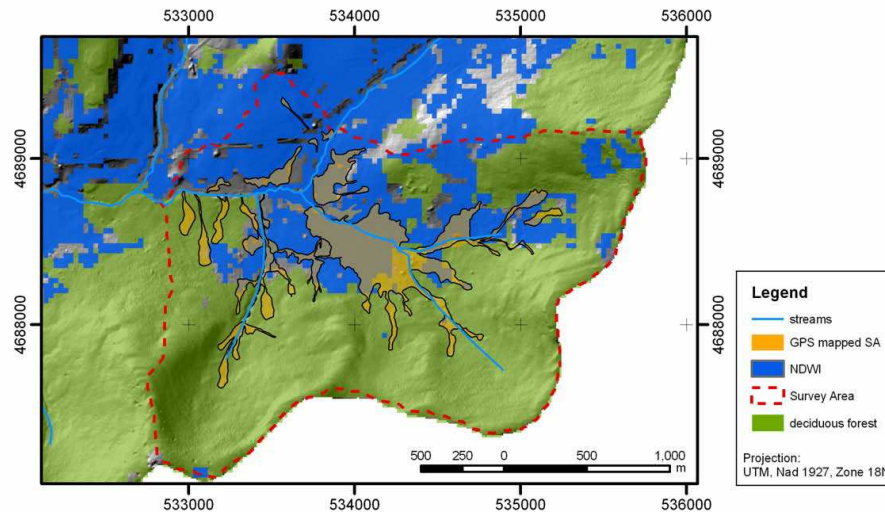 533000 534000 535000 536000
4689000 4689000
4688000 4688000
Legend
streams
GPS mapped SA
NDWI
Survey Area
deciduous forest
500 250 0 500 1,000
m
Projection:
UTM, Nad 1927, Zone 18N
533000 534000 535000 536000